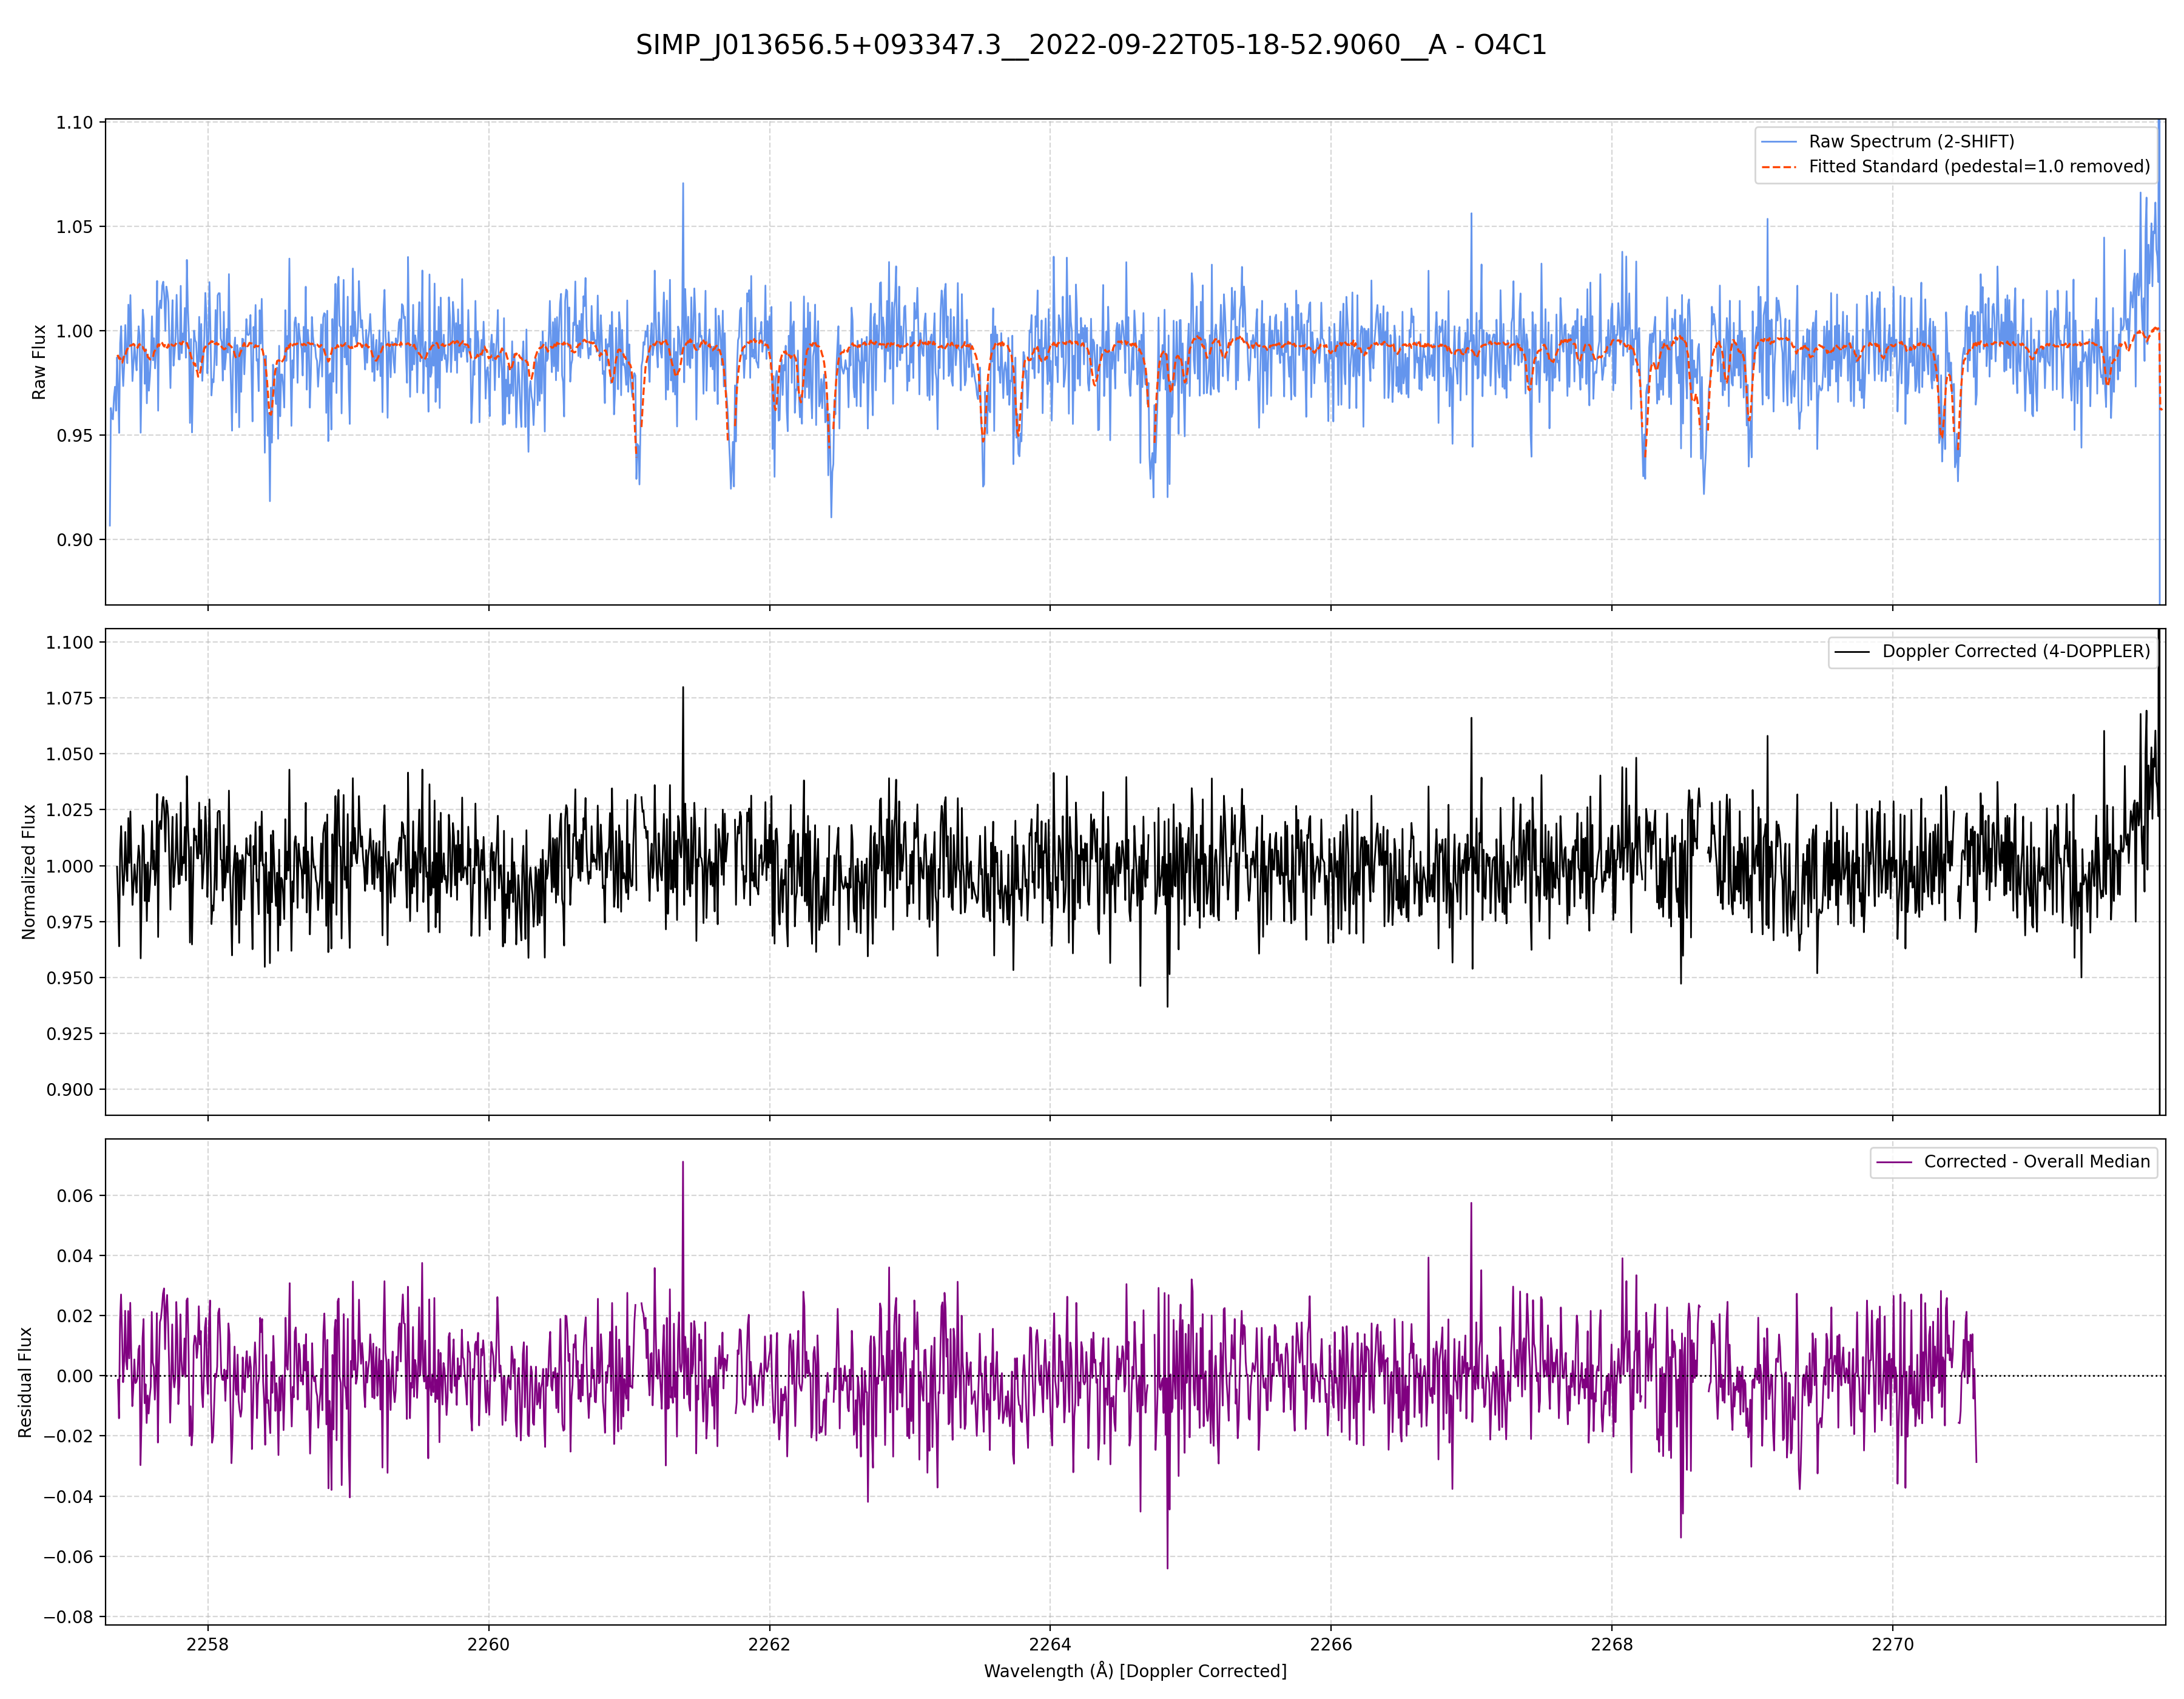 SIMP_J013656.5+093347.3__2022-09-22T05-18-52.9060__A - O4C1
Raw Flux
1.10
1.05
1.00
0.95
0.90
Raw Spectrum (2-SHIFT)
Fitted Standard (pedestal=1.0 removed)
Normalized Flux
1.100
1.075
1.050
1.025
1.000
0.975
0.950
0.925
0.900
Doppler Corrected (4-DOPPLER)
Residual Flux
0.06
0.04
0.02
0.00
−0.02
−0.04
−0.06
−0.08
Corrected - Overall Median
2258 2260 2262 2264 2266 2268 2270
Wavelength (Å) [Doppler Corrected]